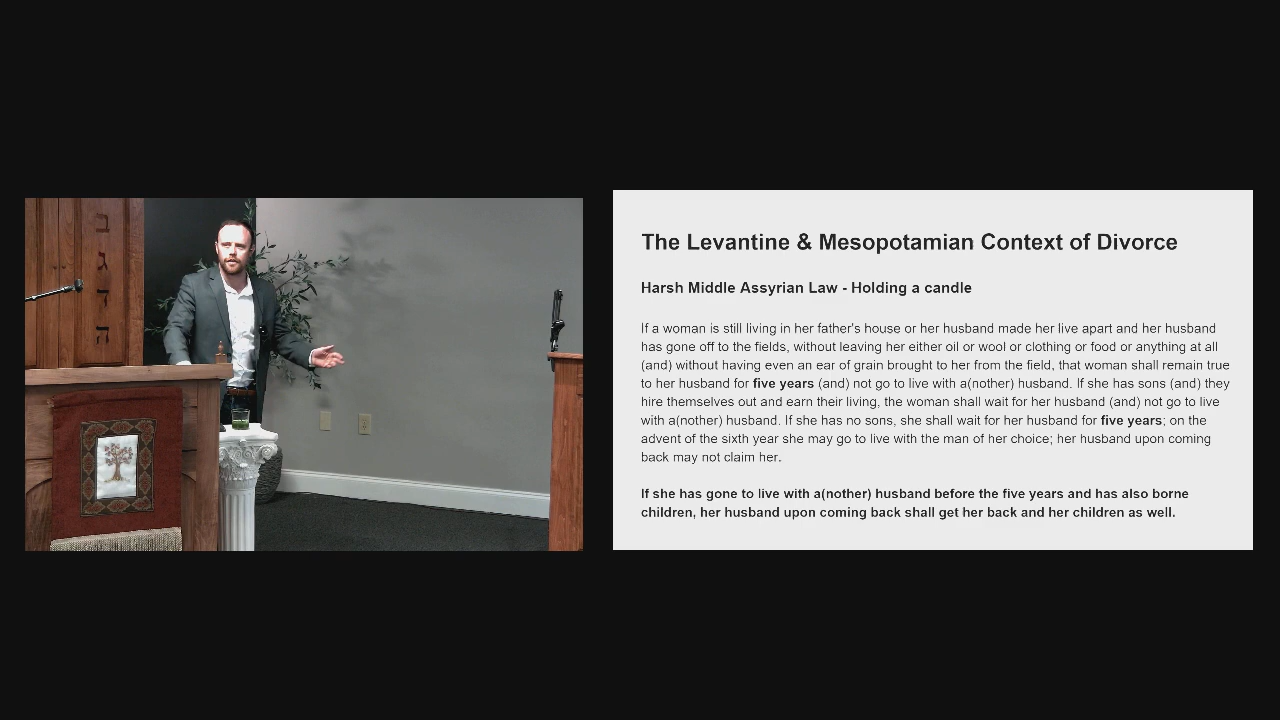 ב
ג
ד
ה
The Levantine & Mesopotamian Context of Divorce
Harsh Middle Assyrian Law - Holding a candle
If a woman is still living in her father's house or her husband made her live apart and her husband
has gone off to the fields, without leaving her either oil or wool or clothing or food or anything at all
(and) without having even an ear of grain brought to her from the field, that woman shall remain true
to her husband for five years (and) not go to live with a(nother) husband. If she has sons (and) they
hire themselves out and earn their living, the woman shall wait for her husband (and) not go to live
with a(nother) husband. If she has no sons, she shall wait for her husband for five years; on the
advent of the sixth year she may go to live with the man of her choice; her husband upon coming
back may not claim her.
If she has gone to live with a(nother) husband before the five years and has also borne
children, her husband upon coming back shall get her back and her children as well.